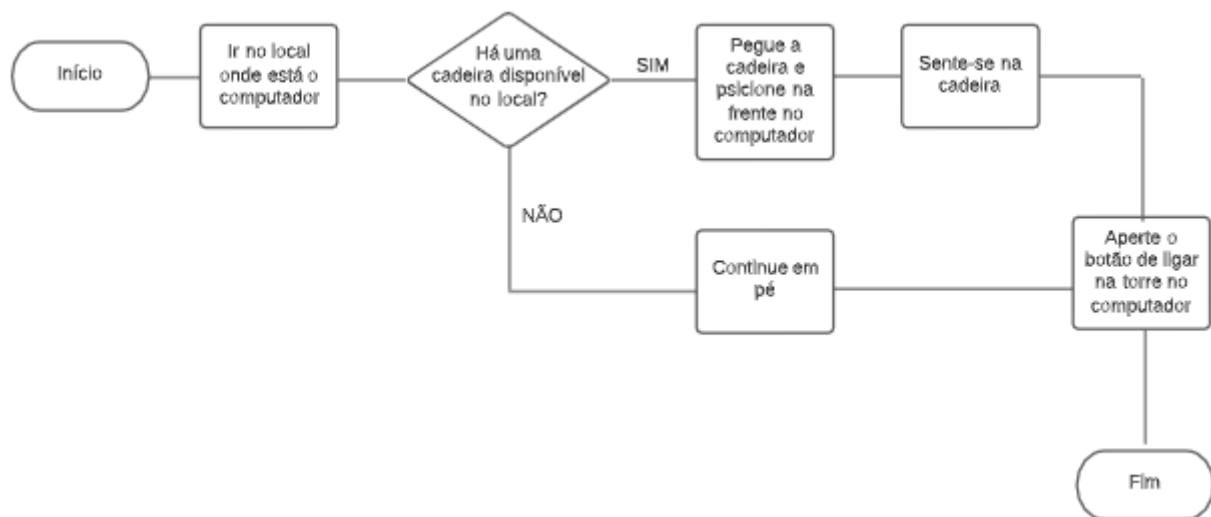 Início
Ir no local
onde está o
computador
Há uma
cadeira disponível
no local?
SIM
Pegue a
cadeira e
psicione na
frente no
computador
Sente-se na
cadeira
NÃO
Continue em
pé
Aperte o
botão de ligar
na torre no
computador
Fim